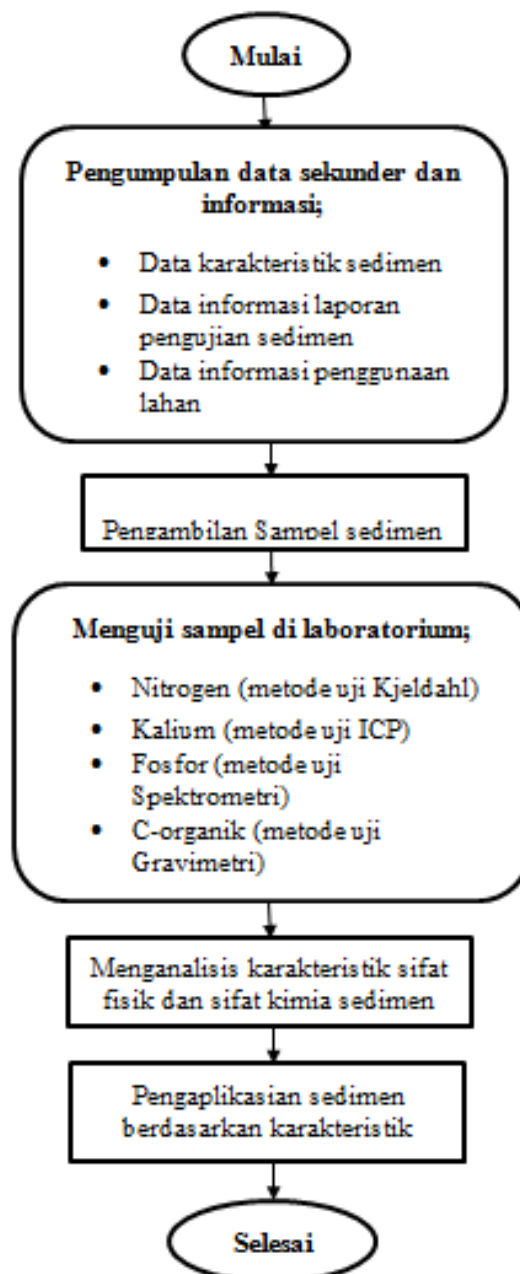 Mulai
Pengumpulan data sekunder dan
informasi;
• Data karakteristik sedimen
• Data informasi laporan
pengujian sedimen
• Data informasi penggunaan
lahan
Pengambilan Sampel sedimen
Menguji sampel di laboratorium;
• Nitrogen (metode uji Kjeldahl)
• Kalium (metode uji ICP)
• Fosfor (metode uji
Spektrometri)
• C-organik (metode uji
Gravimetri)
Menganalisis karakteristik sifat
fisik dan sifat kimia sedimen
Pengaplikasian sedimen
berdasarkan karakteristik
Selesai